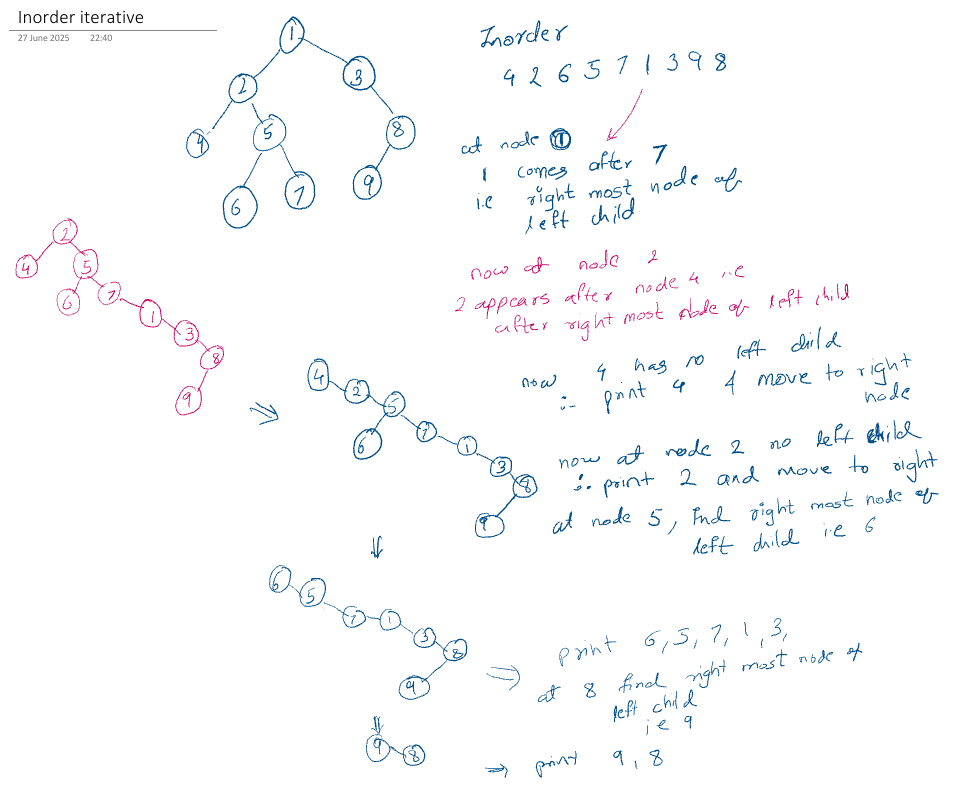 Inorder iterative
27 June 2025 22:40
1
2 3
4 5 8
6 7 9
Inorder
4 2 6 5 7 1 3 9 8
at node 1
1 comes after 7
i.e right most node of
left child
2
4 5
6 7
1
3
8
9
now at node 2
2 appears after node 4 i.e
after right most node of left child
4
2
5
6 7
1
3
8
9
now 4 has no left child
∴ print 4 & move to right
node
now at node 2 no left child
∴ print 2 and move to right
at node 5, find right most node of
left child i.e 6
6 5
7 1
3
8
9
print 6, 5, 7, 1, 3,
at 8 find right most node of
left child
i.e 9
9 8
⇒ print 9, 8